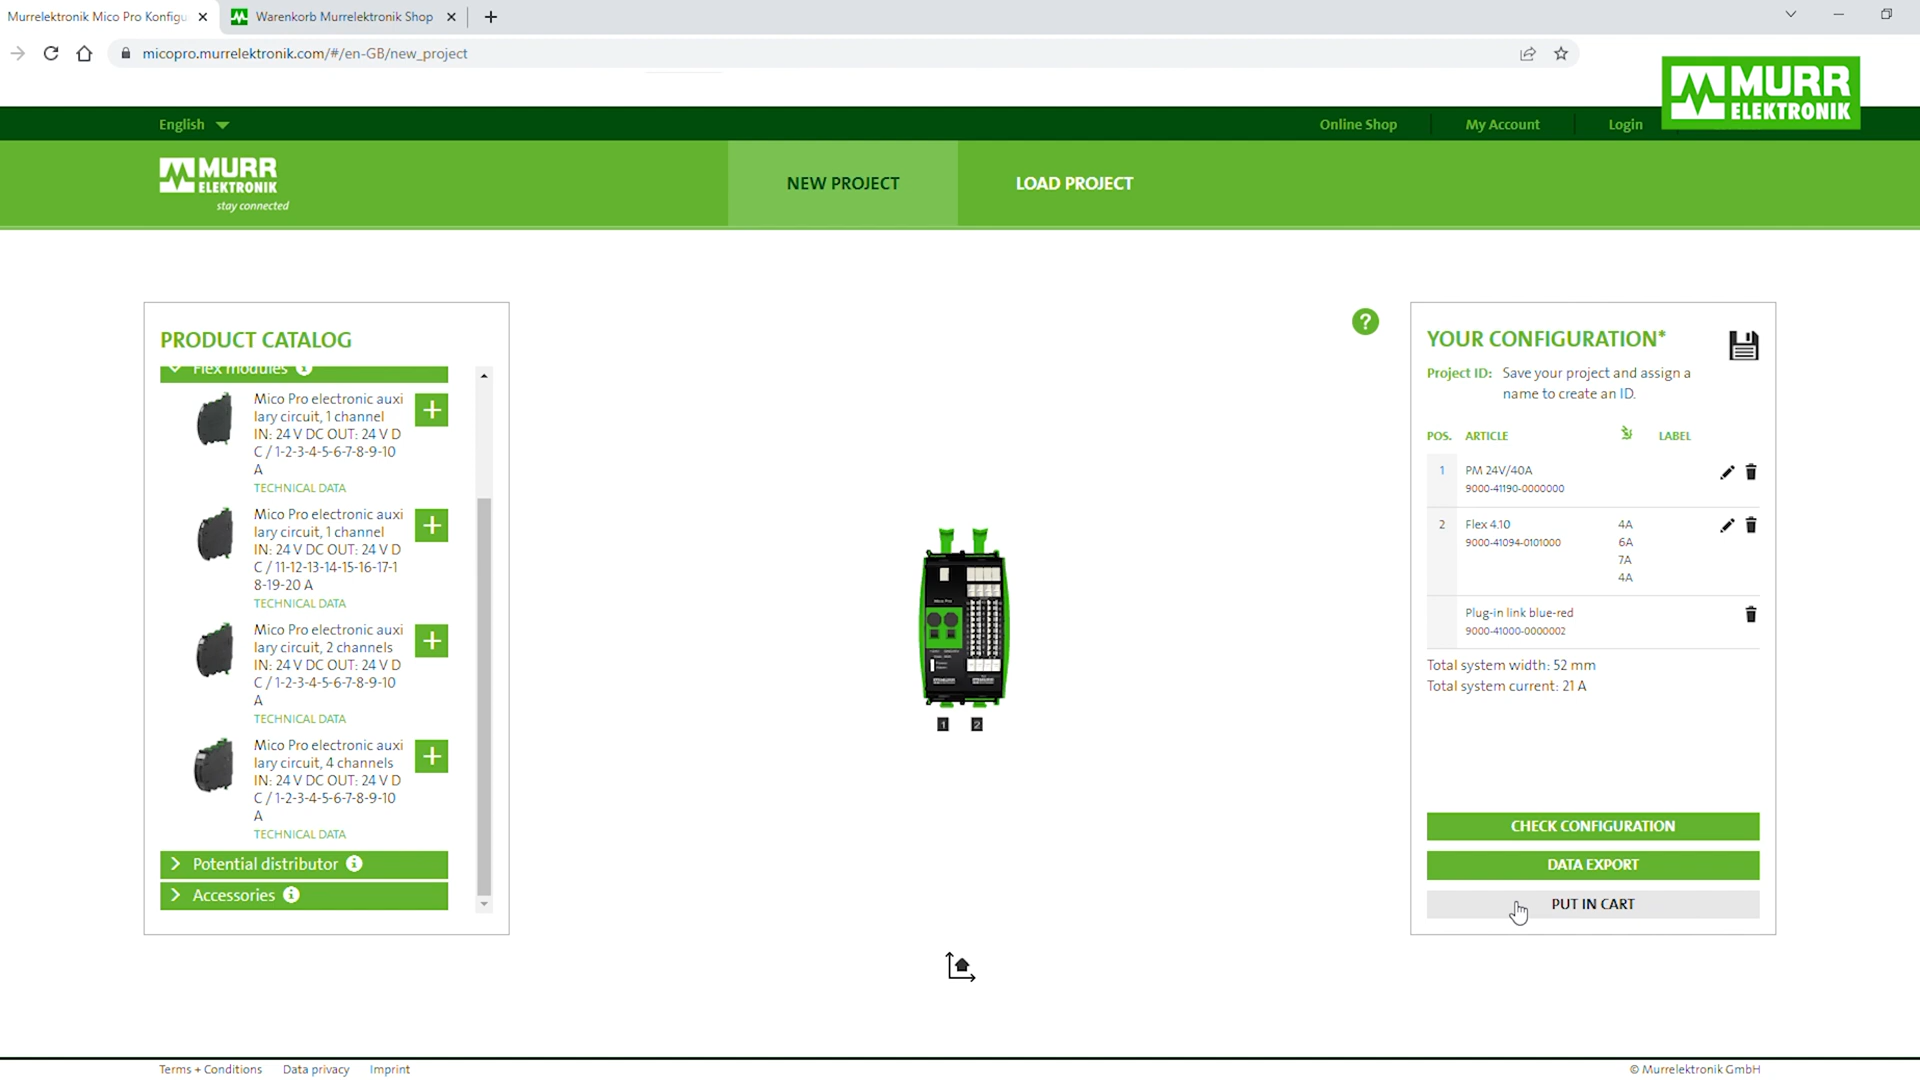 Murrelektronik Mico Pro Konfigu
Warenkorb Murrelektronik Shop
micopro.murrelektronik.com/#/en-GB/new_project
MURR
ELEKTRONIK
English
Online Shop
My Account
Login
MURR
ELEKTRONIK
stay connected
NEW PROJECT
LOAD PROJECT
PRODUCT CATALOG
Flex modules
Mico Pro electronic auxi
liary circuit, 1 channel
IN: 24 V DC OUT: 24 V D
C / 1-2-3-4-5-6-7-8-9-10
A
TECHNICAL DATA
Mico Pro electronic auxi
liary circuit, 1 channel
IN: 24 V DC OUT: 24 V D
C / 11-12-13-14-15-16-17-1
8-19-20 A
TECHNICAL DATA
Mico Pro electronic auxi
liary circuit, 2 channels
IN: 24 V DC OUT: 24 V D
C / 1-2-3-4-5-6-7-8-9-10
A
TECHNICAL DATA
Mico Pro electronic auxi
liary circuit, 4 channels
IN: 24 V DC OUT: 24 V D
C / 1-2-3-4-5-6-7-8-9-10
A
TECHNICAL DATA
Potential distributor
Accessories
?
Mico Pro
1 2
YOUR CONFIGURATION*
Project ID: Save your project and assign a
name to create an ID.
POS. ARTICLE LABEL
1 PM 24V/40A
9000-41190-0000000
2 Flex 4.10 4A
9000-41094-0101000 6A
7A
4A
Plug-in link blue-red
9000-41000-0000002
Total system width: 52 mm
Total system current: 21 A
CHECK CONFIGURATION
DATA EXPORT
PUT IN CART
Terms + Conditions
Data privacy
Imprint
© Murrelektronik GmbH